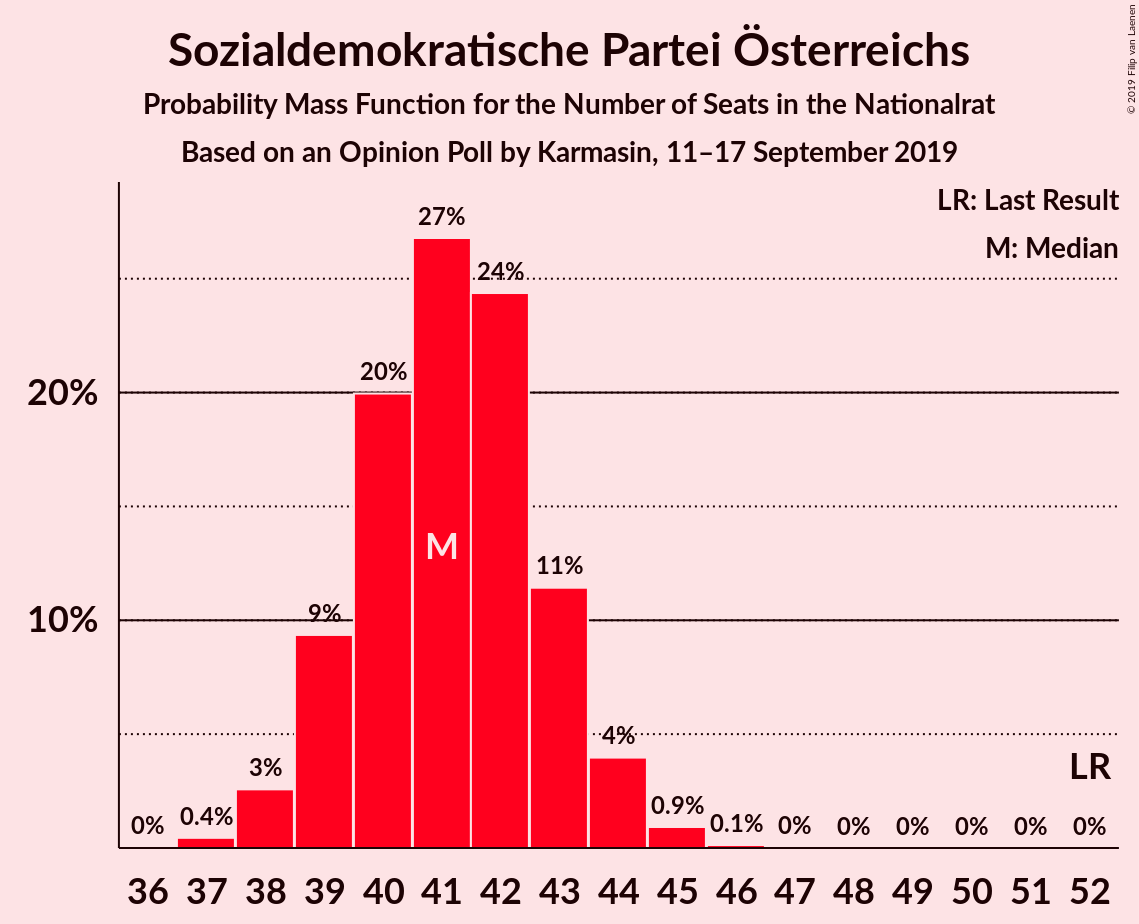 Sozialdemokratische Partei Österreichs
Probability Mass Function for the Number of Seats in the Nationalrat
Based on an Opinion Poll by Karmasin, 11–17 September 2019
© 2019 Filip van Laenen
LR: Last Result
M: Median
20%
10%
0%
0.4%
3%
9%
20%
27%
24%
11%
4%
0.9%
0.1%
0%
0%
0%
0%
0%
0%
M
LR
36 37 38 39 40 41 42 43 44 45 46 47 48 49 50 51 52